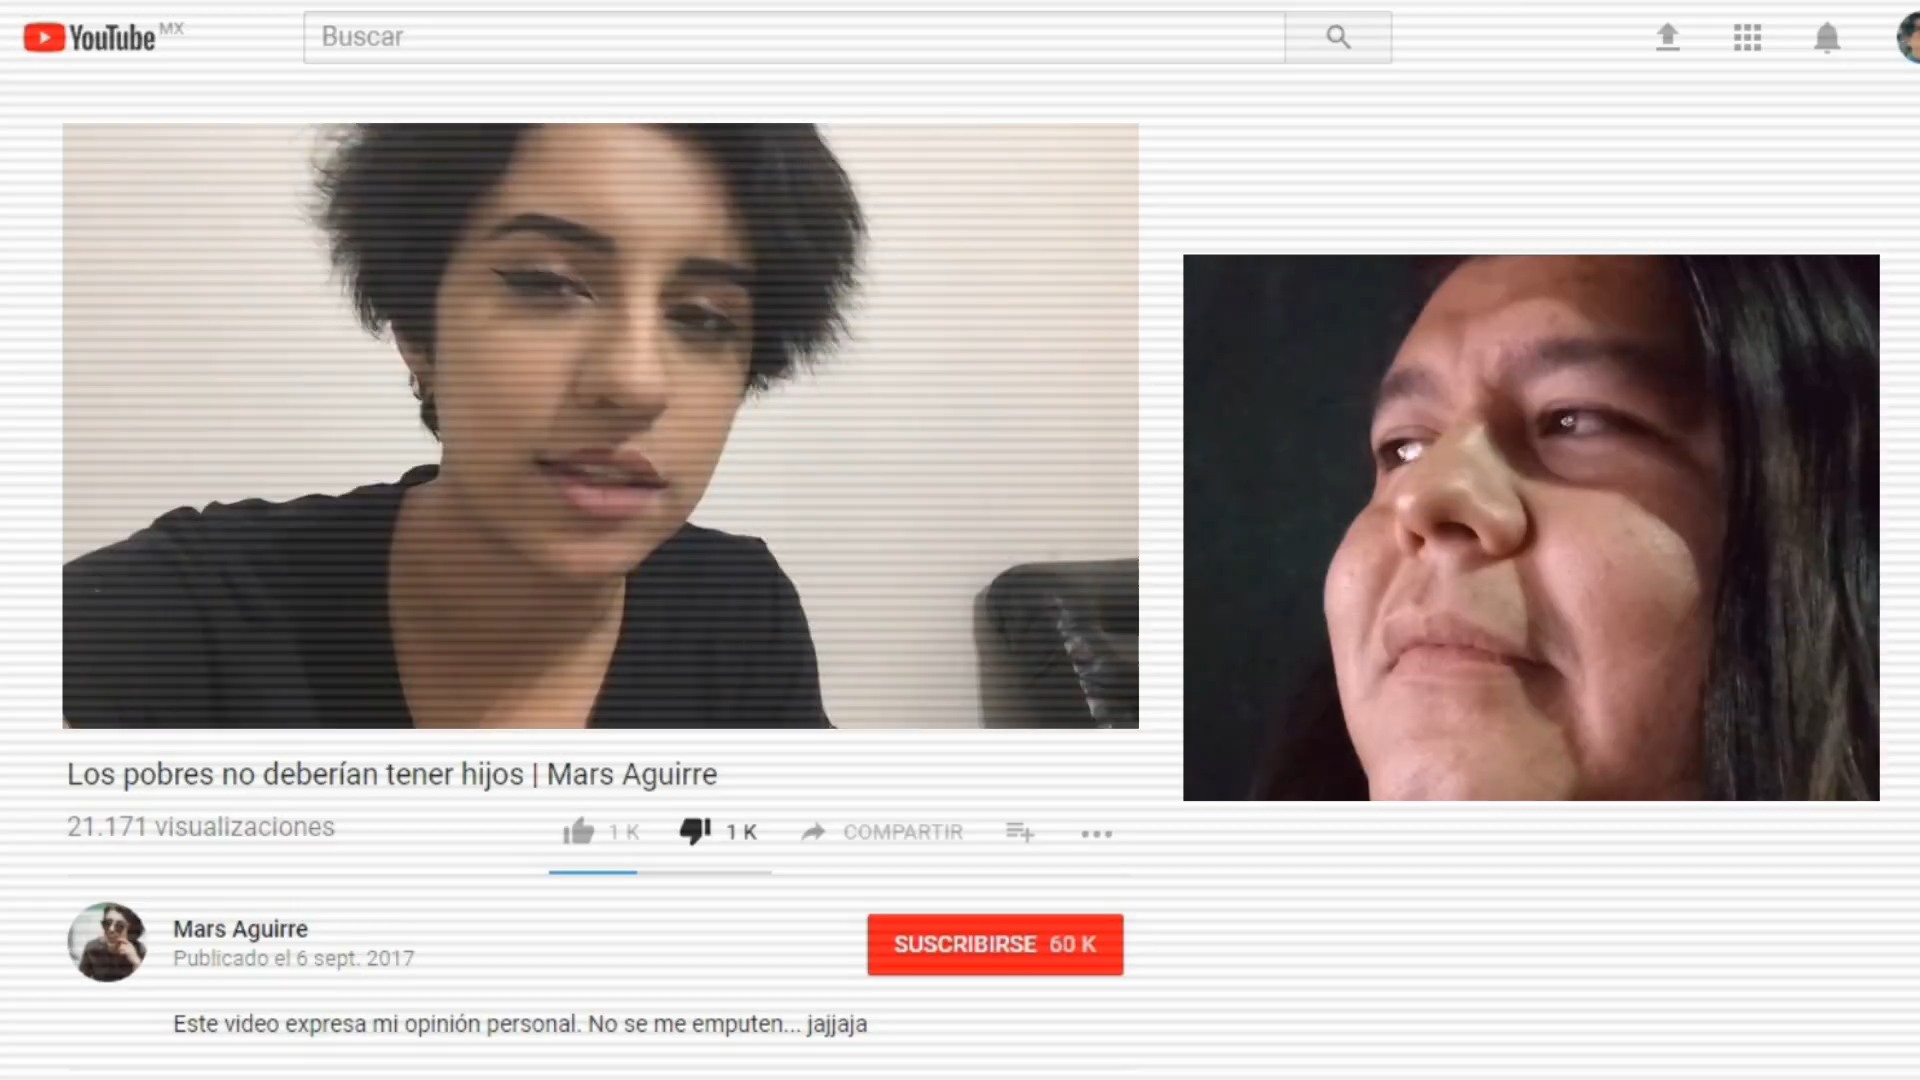 YouTube MX
Buscar
Los pobres no deberían tener hijos | Mars Aguirre
21.171 visualizaciones
1 K
1 K
COMPARTIR
Mars Aguirre
Publicado el 6 sept. 2017
SUSCRIBIRSE 60 K
Este video expresa mi opinión personal. No se me emputen... jajjaja